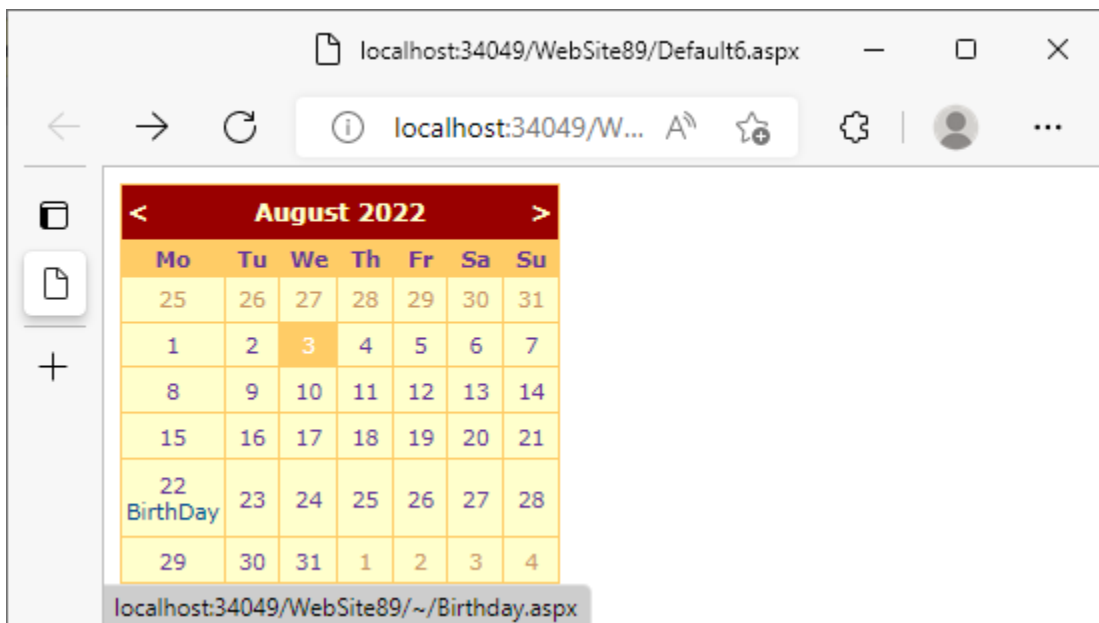 localhost:34049/WebSite89/Default6.aspx
localhost:34049/W...
< August 2022 >
Mo Tu We Th Fr Sa Su
25 26 27 28 29 30 31
1 2 3 4 5 6 7
8 9 10 11 12 13 14
15 16 17 18 19 20 21
22 23 24 25 26 27 28
BirthDay
29 30 31 1 2 3 4
localhost:34049/WebSite89/~/Birthday.aspx